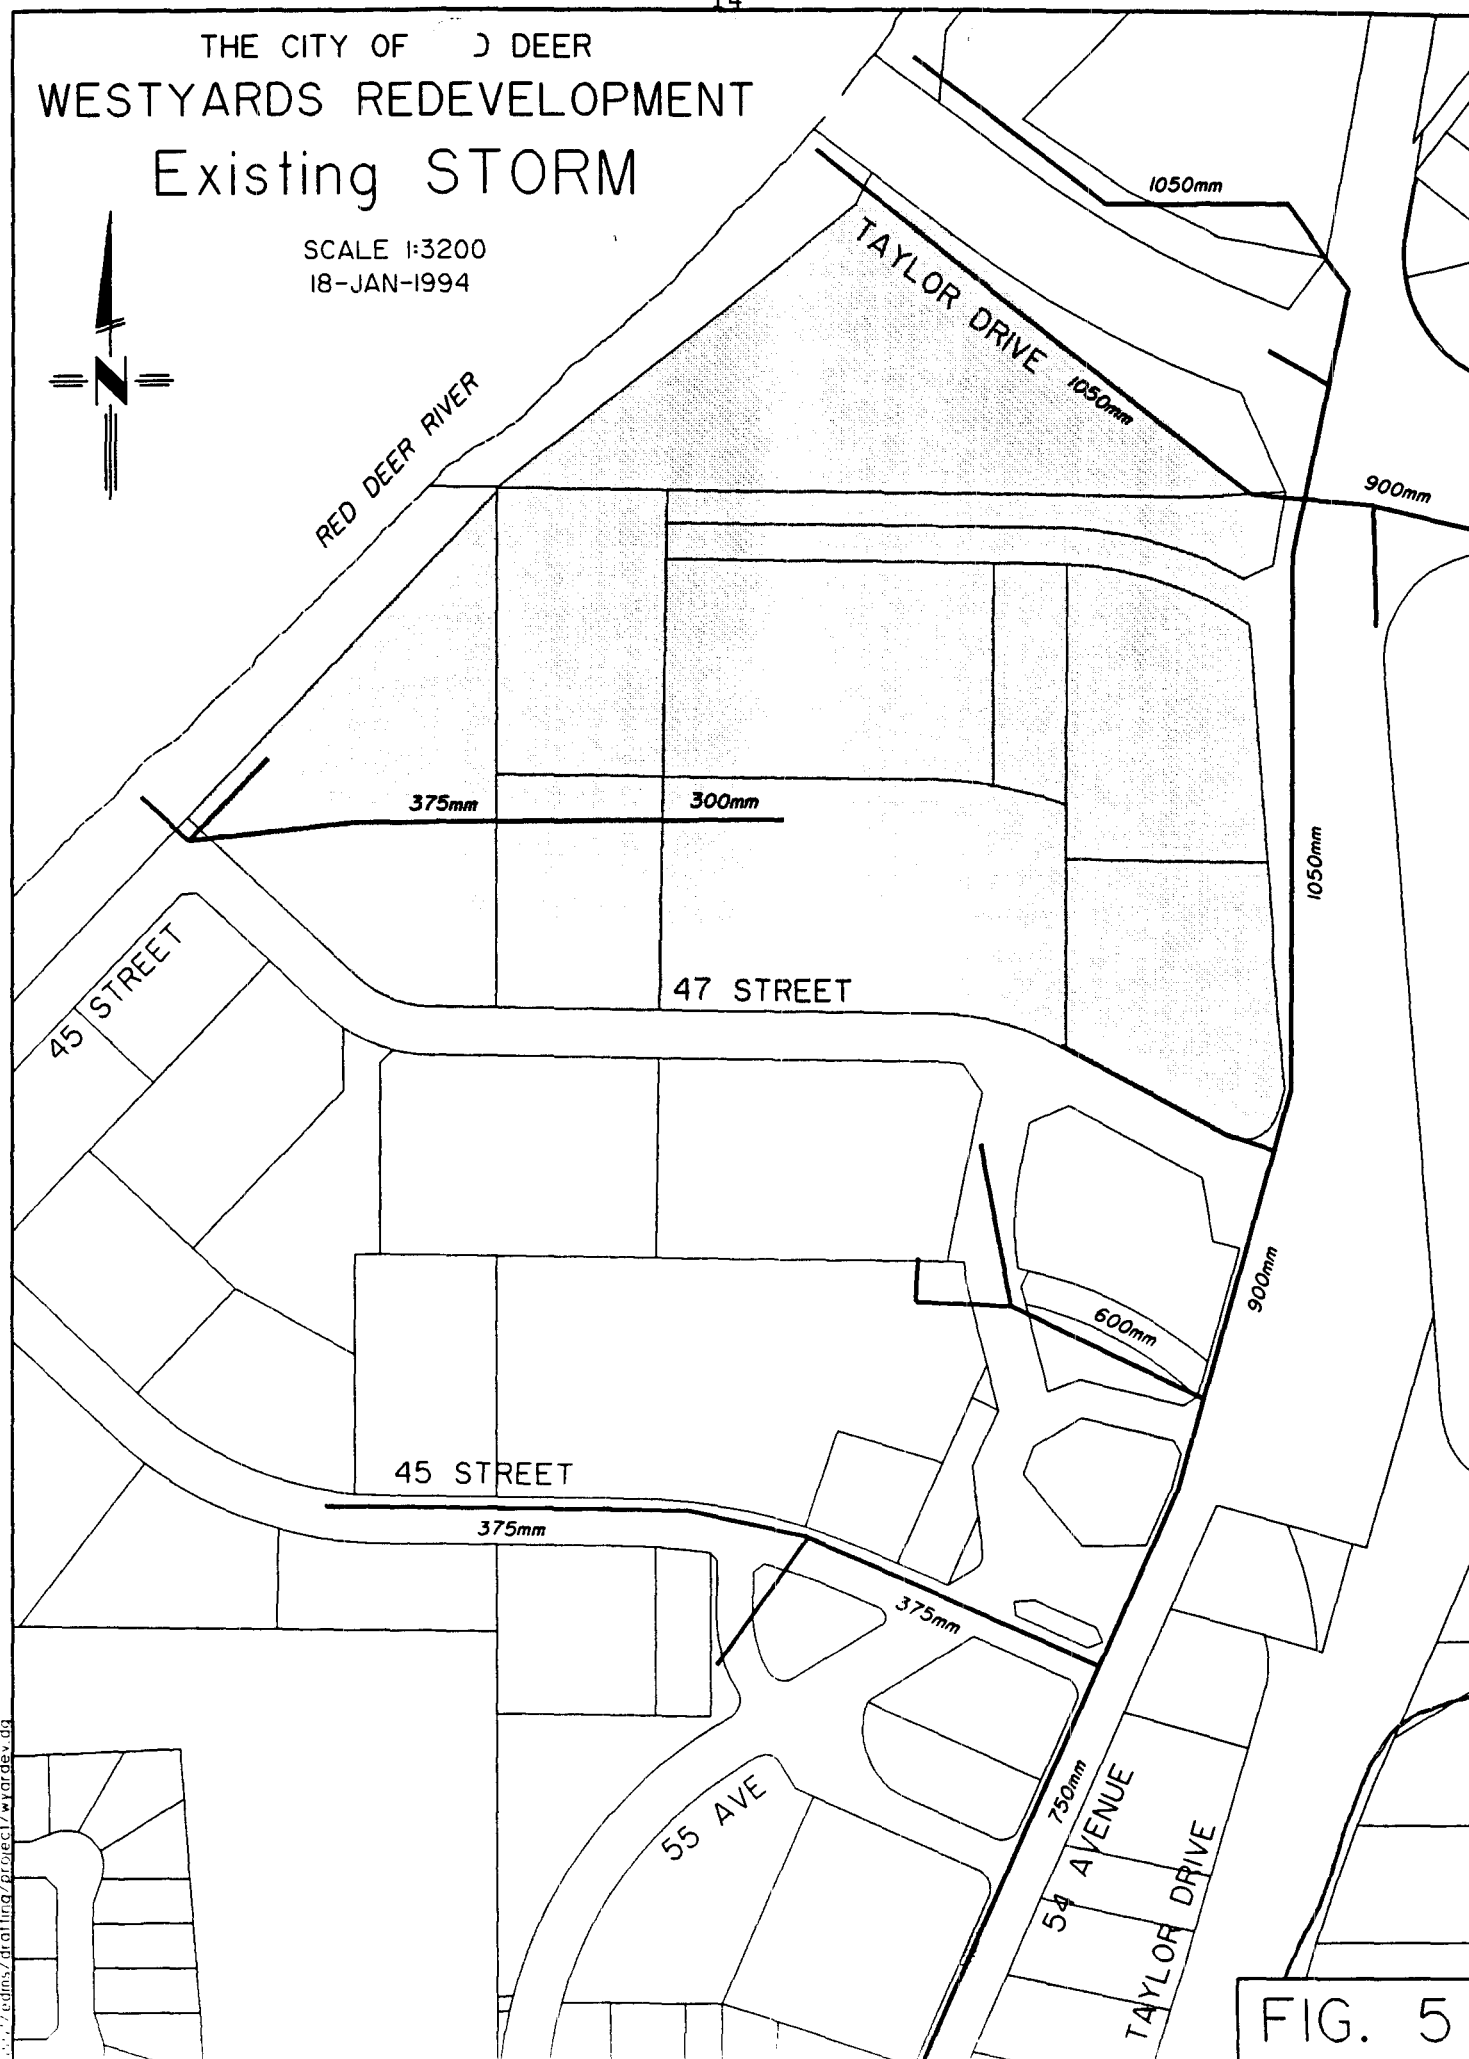 14
THE CITY OF DEER
WESTYARDS REDEVELOPMENT
Existing STORM
SCALE 1:3200
18-JAN-1994
N
1050mm
TAYLOR DRIVE
1050mm
RED DEER RIVER
900mm
375mm
300mm
1050mm
45 STREET
47 STREET
900mm
600mm
45 STREET
375mm
375mm
750mm
55 AVE
54 AVENUE
TAYLOR DRIVE
FIG. 5